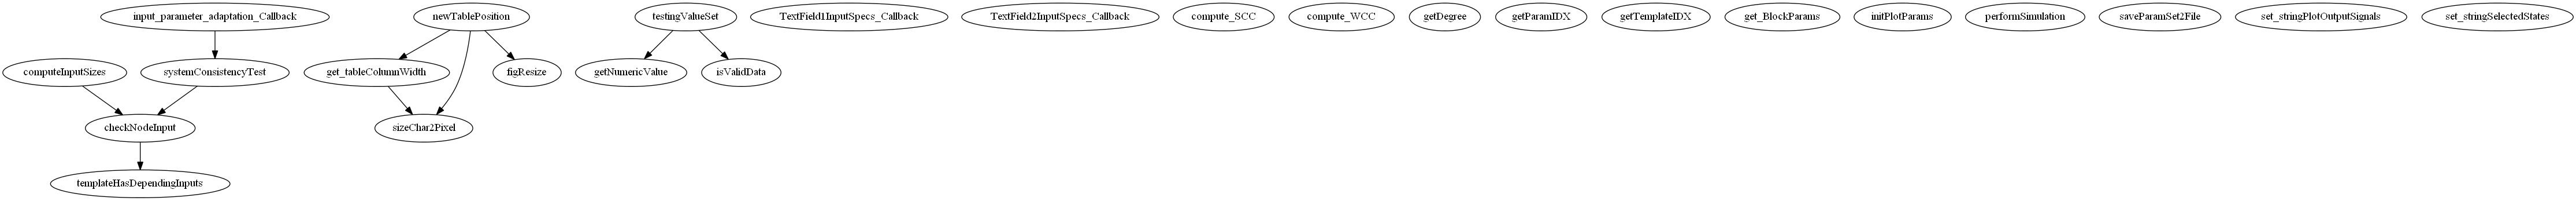 input_parameter_adaptation_Callback
newTablePosition
testingValueSet
TextField1InputSpecs_Callback
TextField2InputSpecs_Callback
compute_SCC
compute_WCC
getDegree
getParamIDX
getTemplateIDX
get_BlockParams
initPlotParams
performSimulation
saveParamSet2File
set_stringPlotOutputSignals
set_stringSelectedStates
computeInputSizes
systemConsistencyTest
get_tableColumnWidth
figResize
getNumericValue
isValidData
checkNodeInput
sizeChar2Pixel
templateHasDependingInputs